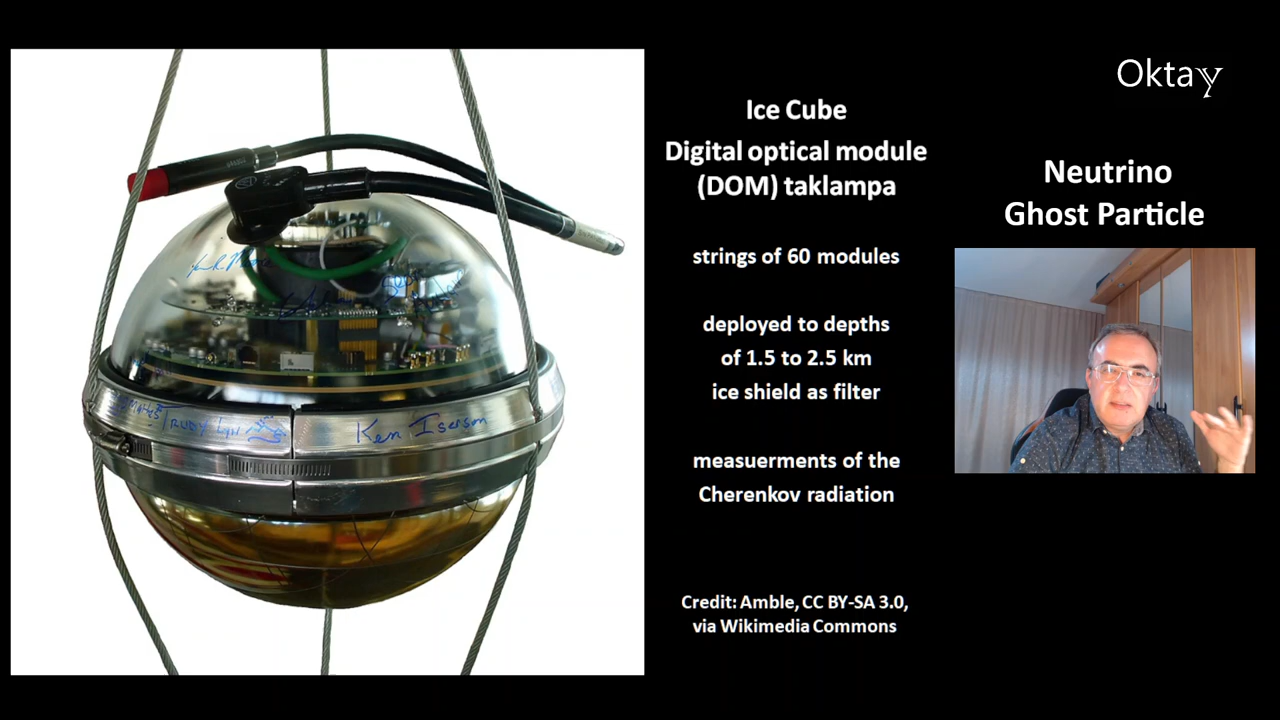 Ice Cube
Digital optical module
(DOM) taklampa
strings of 60 modules
deployed to depths
of 1.5 to 2.5 km
ice shield as filter
measuerments of the
Cherenkov radiation
Credit: Amble, CC BY-SA 3.0,
via Wikimedia Commons
Oktay
Neutrino
Ghost Particle
TRUDY
Ken Iserson